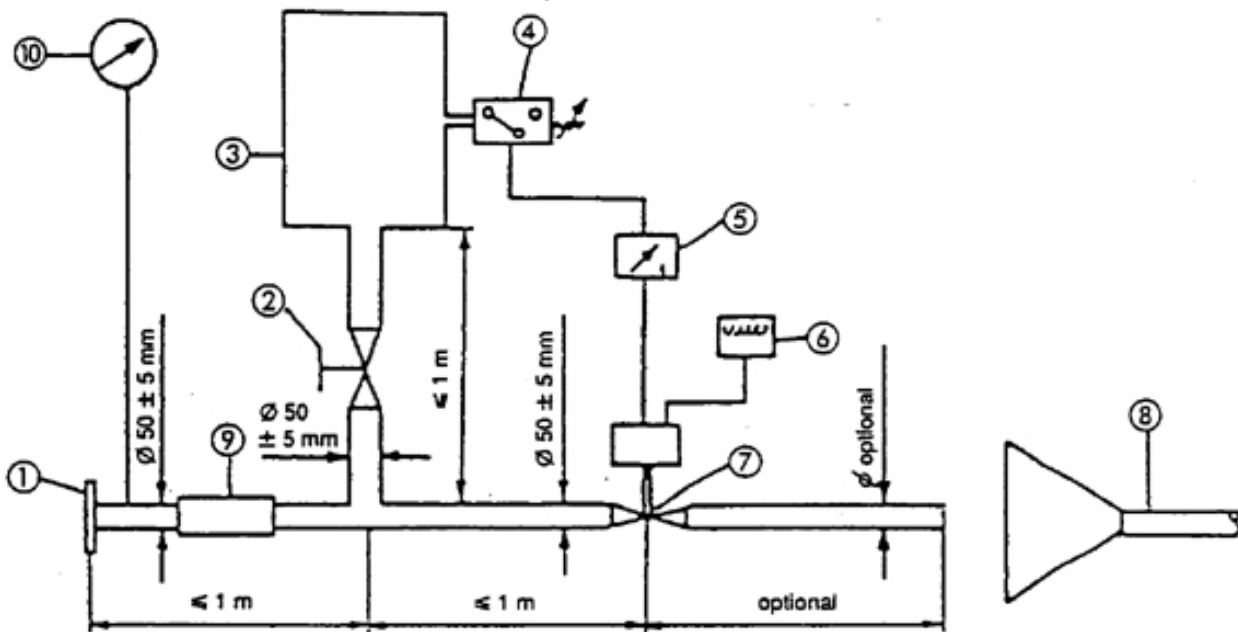 ⑩
④
③
⑤
②
⑥
Ø 50 ± 5 mm
Ø 50
± 5 mm
≤ 1 m
Ø 50 ± 5 mm
ø optional
⑨
⑦
⑧
①
≤ 1 m
≤ 1 m
optional